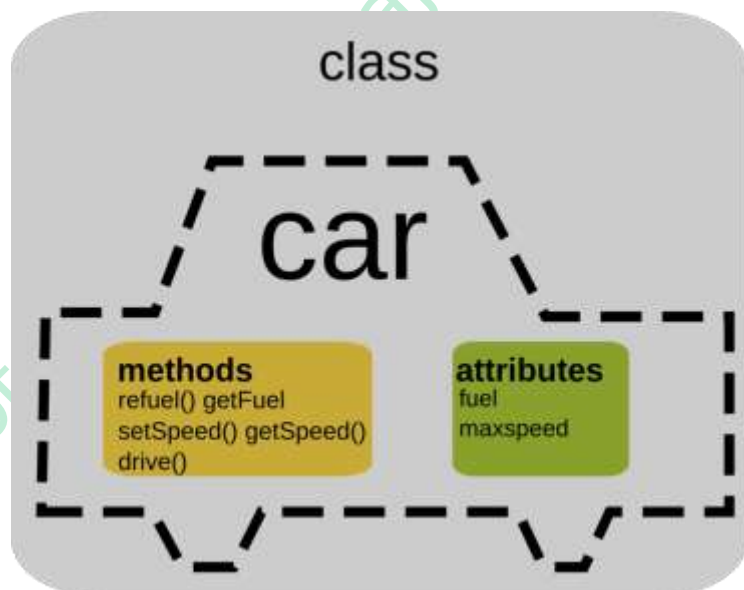 class
car
methods
refuel() getFuel
setSpeed() getSpeed()
drive()
attributes
fuel
maxspeed